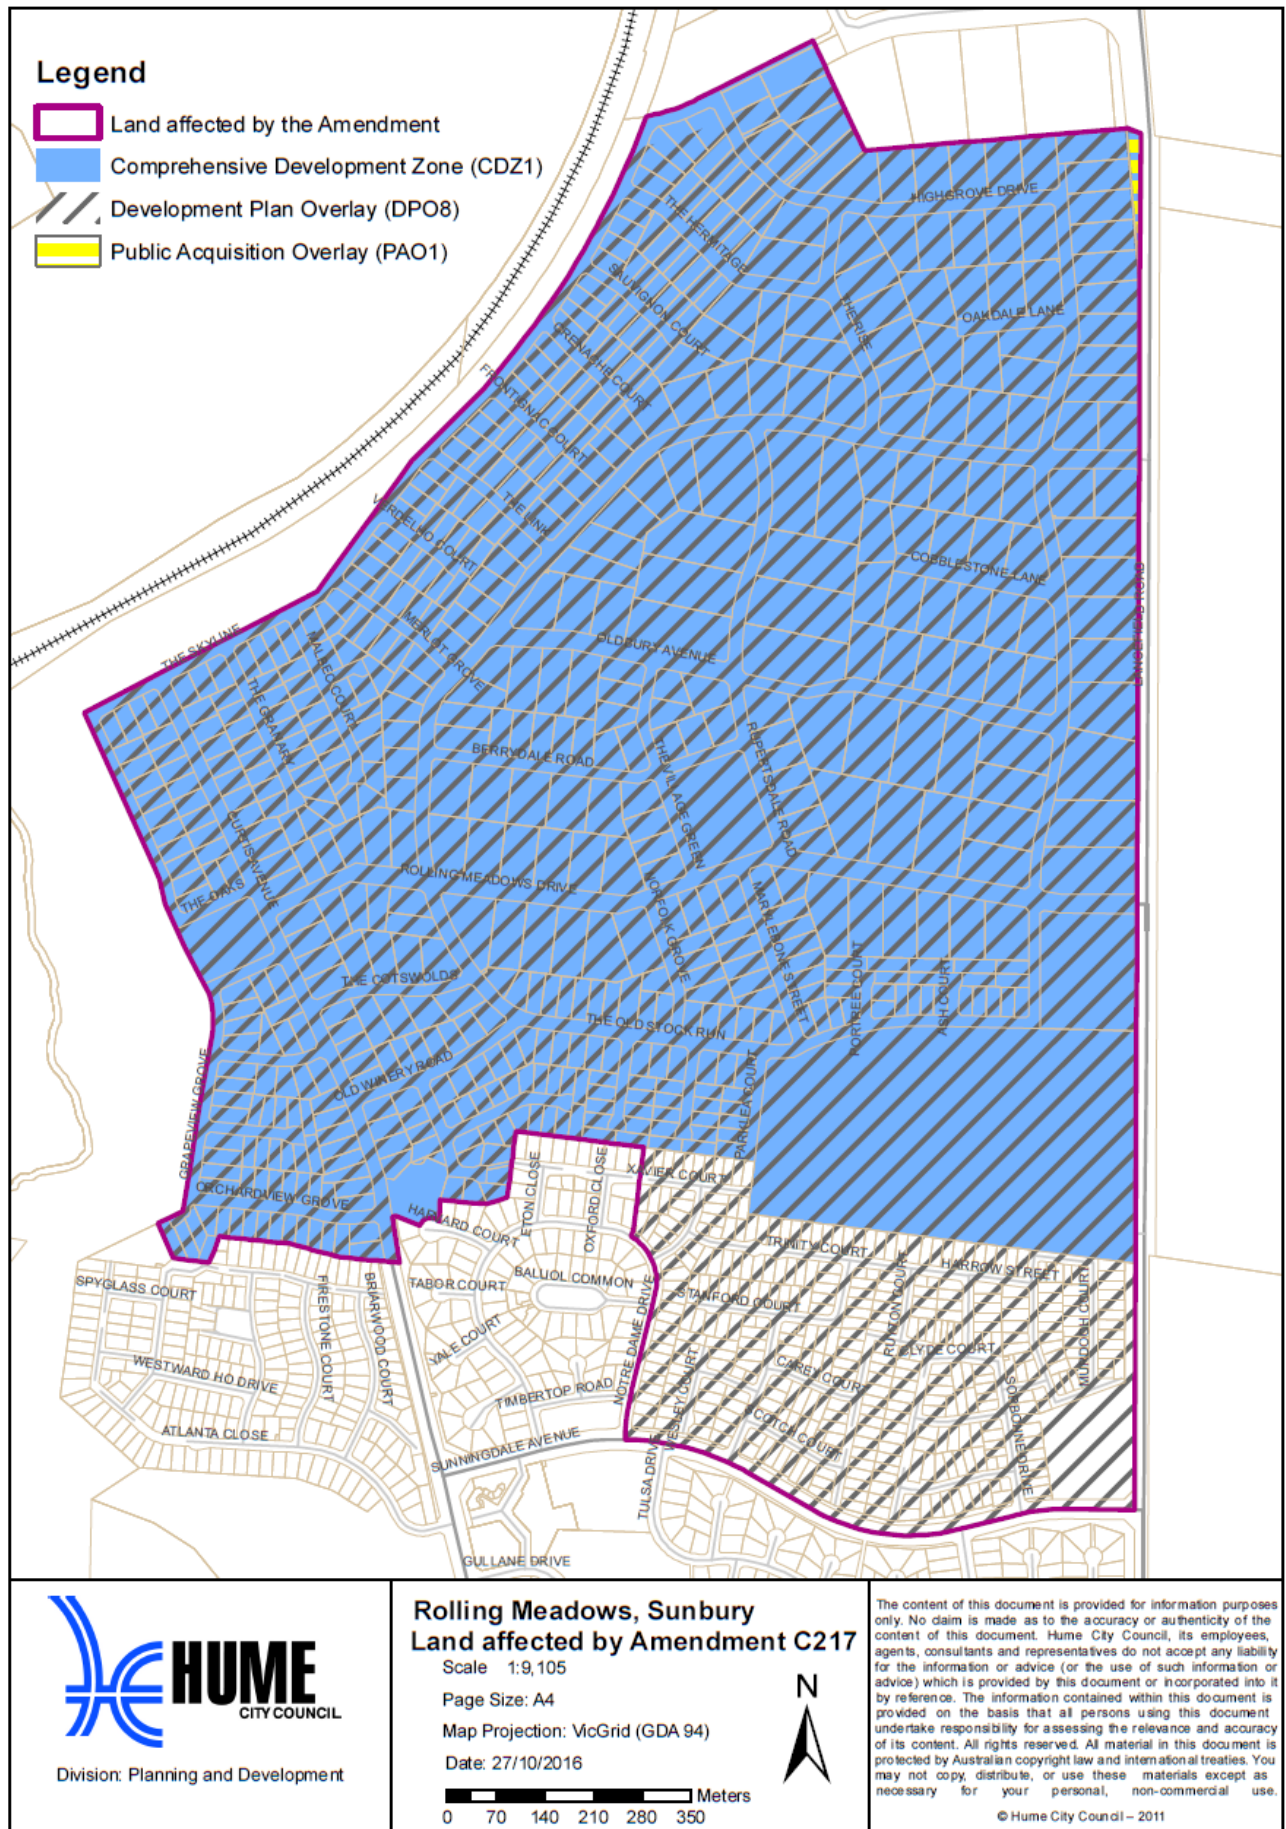 Legend
Land affected by the Amendment
Comprehensive Development Zone (CDZ1)
Development Plan Overlay (DPO8)
Public Acquisition Overlay (PAO1)
HIGHGROVE DRIVE
THE HERMITAGE
SAUVIGNON COURT
THE RISE
OAKDALE LANE
GRENACHE COURT
FRONTIGNAC COURT
THE LINK
VERDELHO COURT
COBBLESTONE LANE
LANCEFIELD ROAD
MERLOT GROVE
OLDBURY AVENUE
THE SKYLINE
MALBEC COURT
THE GRANARY
BERRYDALE ROAD
THE VILLAGE GREEN
RUPERTSDALE ROAD
CURTIS AVENUE
ROLLING MEADOWS DRIVE
THE OAKS
NORFOLK GROVE
MARYLEBONE STREET
THE COTSWOLDS
PORTREE COURT
ASH COURT
THE OLD STOCK RUN
OLD WINERY ROAD
PARKLEA COURT
GRAPEVIEW GROVE
ORCHARDVIEW GROVE
XAVIER COURT
ETON CLOSE
OXFORD CLOSE
HARVARD COURT
TRINITY COURT
HARROW STREET
SPYGLASS COURT
FIRESTONE COURT
BRIARWOOD COURT
TABOR COURT
BALLIOL COMMON
STANFORD COURT
RUYTON COURT
MURDOCH COURT
YALE COURT
NOTRE DAME DRIVE
CLYDE COURT
WESTWARD HO DRIVE
CAREY COURT
WESLEY COURT
TIMBERTOP ROAD
SCOTCH COURT
SORBONNE DRIVE
ATLANTA CLOSE
SUNNINGDALE AVENUE
TULSA DRIVE
GULLANE DRIVE
HUME
CITY COUNCIL
Division: Planning and Development
Rolling Meadows, Sunbury
Land affected by Amendment C217
Scale 1:9,105
Page Size: A4
Map Projection: VicGrid (GDA 94)
Date: 27/10/2016
N
Meters
0 70 140 210 280 350
The content of this document is provided for information purposes
only. No claim is made as to the accuracy or authenticity of the
content of this document. Hume City Council, its employees,
agents, consultants and representatives do not accept any liability
for the information or advice (or the use of such information or
advice) which is provided by this document or incorporated into it
by reference. The information contained within this document is
provided on the basis that all persons using this document
undertake responsibility for assessing the relevance and accuracy
of its content. All rights reserved. All material in this document is
protected by Australian copyright law and international treaties. You
may not copy, distribute, or use these materials except as
necessary for your personal, non-commercial use.
© Hume City Council – 2011